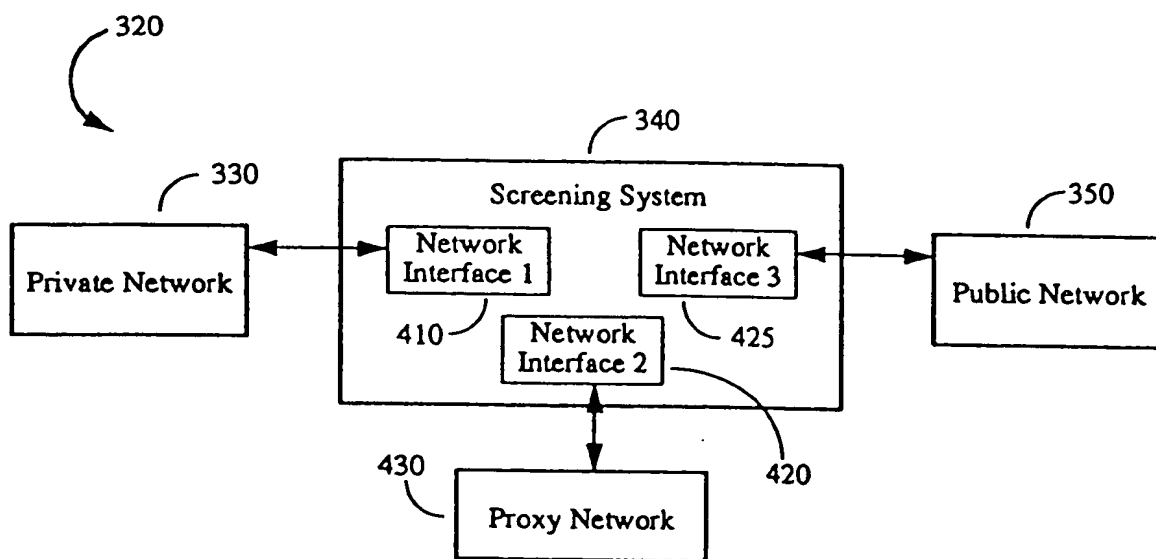 320
340
330
350
Screening System
Private Network
Network
Interface 1
Network
Interface 3
Public Network
410
425
Network
Interface 2
420
430
Proxy Network